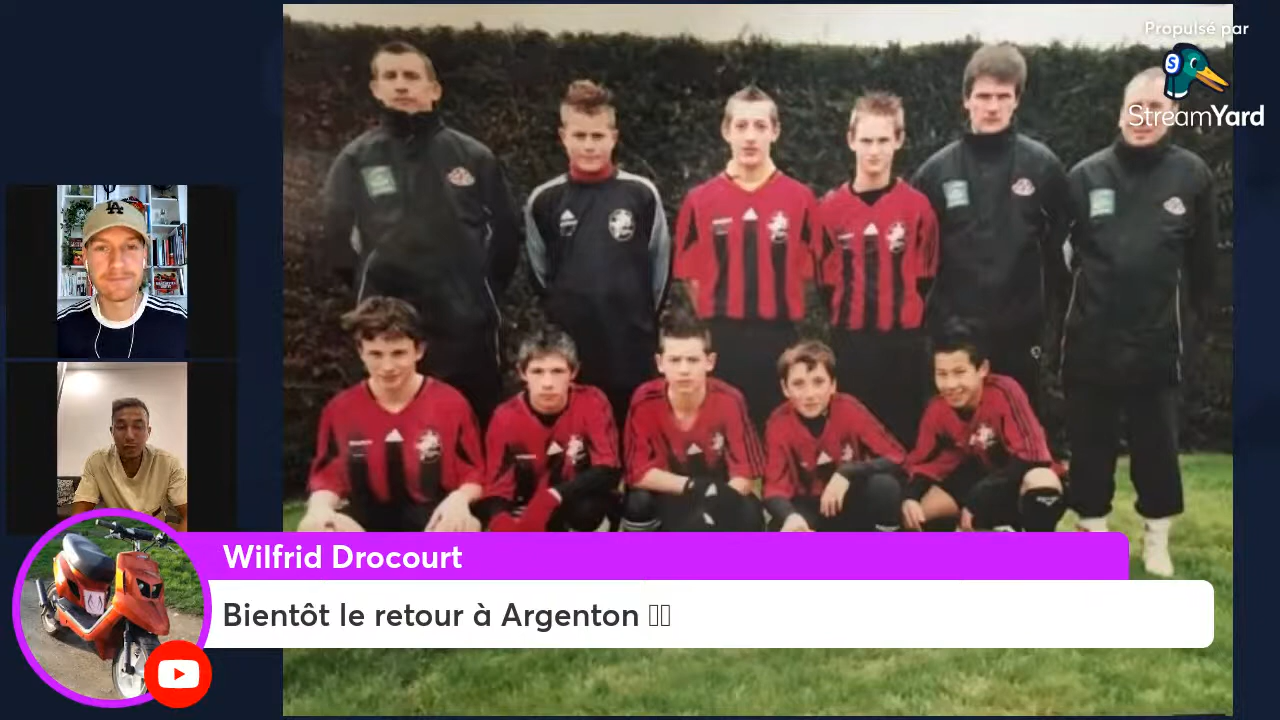 Propulsé par
StreamYard
Wilfrid Drocourt
Bientôt le retour à Argenton